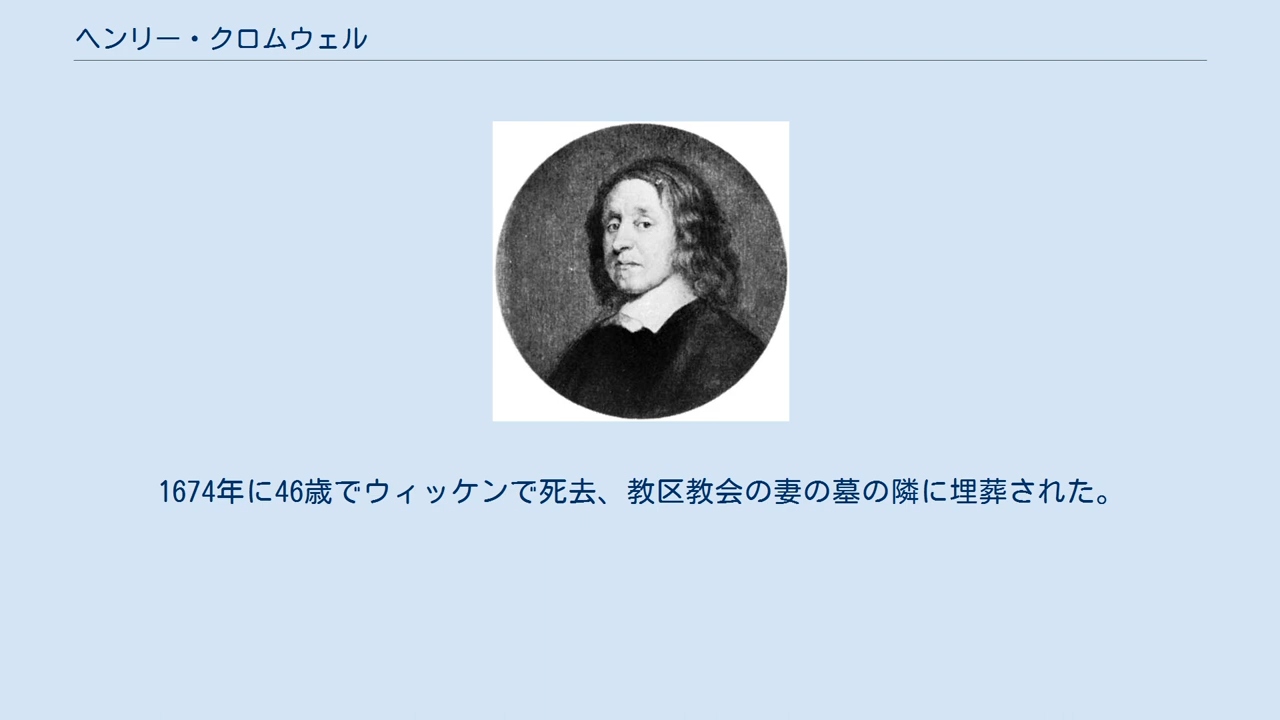 ヘンリー・クロムウェル
1674年に46歳でウィッケンで死去、教区教会の妻の墓の隣に埋葬された。